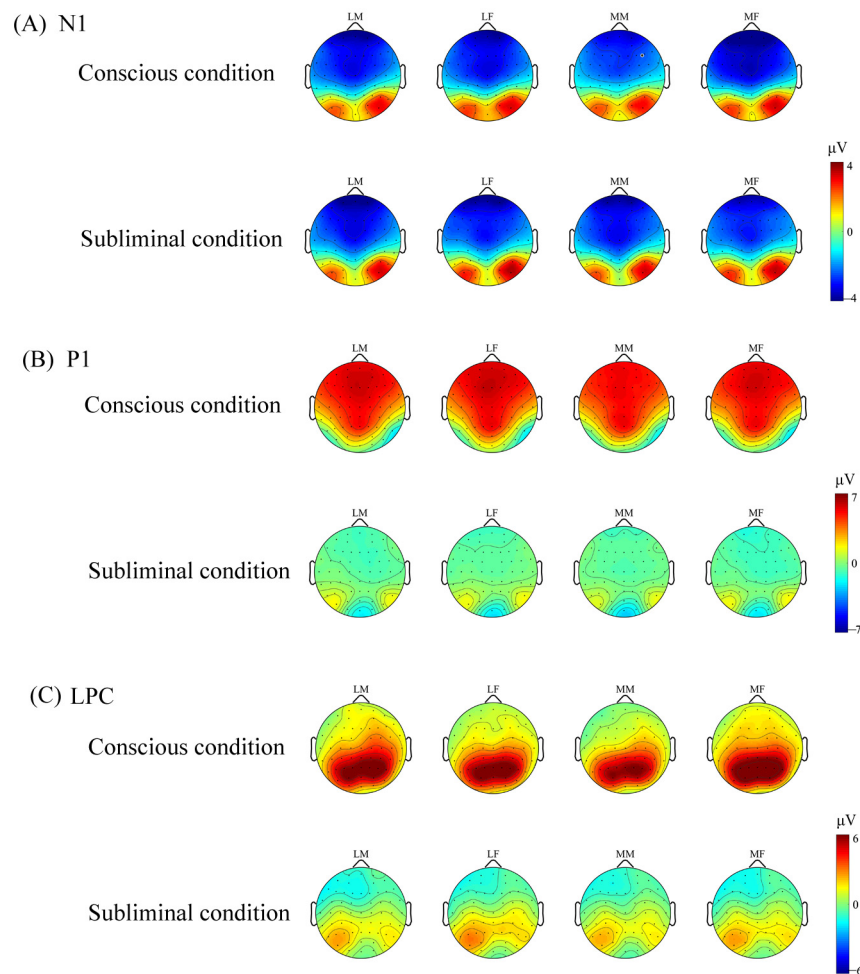 (A) N1
LM LF MM MF
Conscious condition
μV
4
LM LF MM MF
Subliminal condition
0
−4
(B) P1
LM LF MM MF
Conscious condition
μV
7
LM LF MM MF
Subliminal condition
0
−7
(C) LPC
LM LF MM MF
Conscious condition
μV
6
LM LF MM MF
Subliminal condition
0
−6